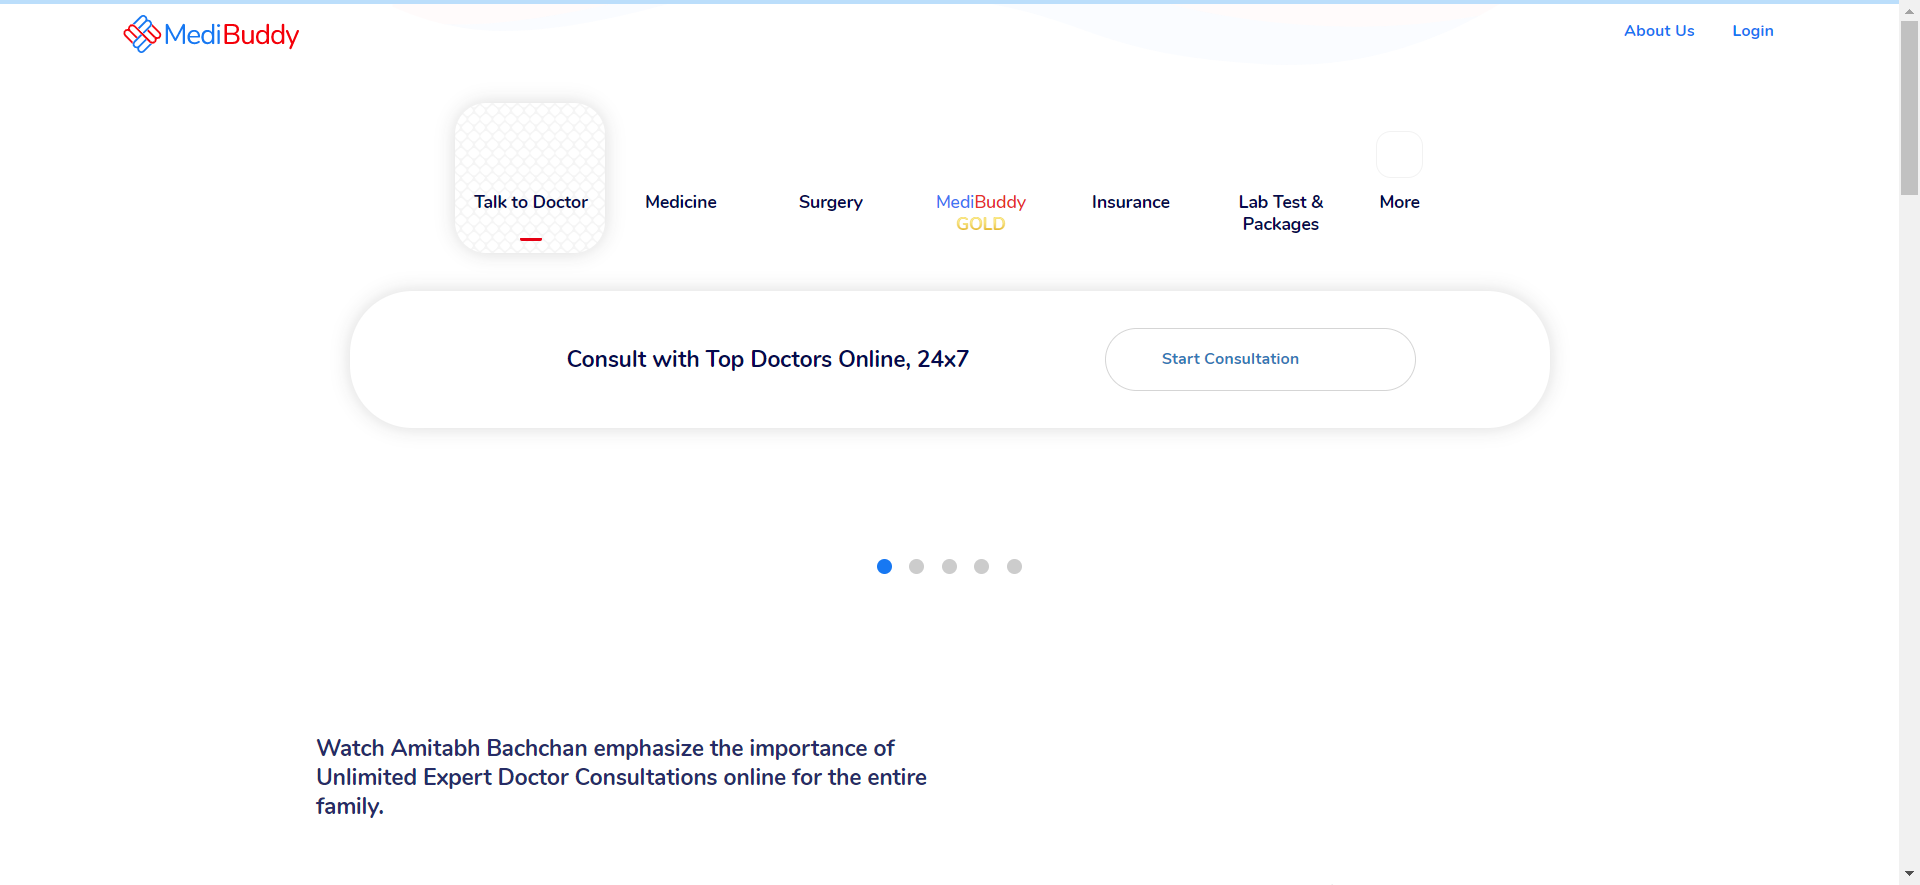 MediBuddy
About Us
Login
Talk to Doctor
Medicine
Surgery
MediBuddy
GOLD
Insurance
Lab Test &
Packages
More
Consult with Top Doctors Online, 24x7
Start Consultation
Watch Amitabh Bachchan emphasize the importance of
Unlimited Expert Doctor Consultations online for the entire
family.